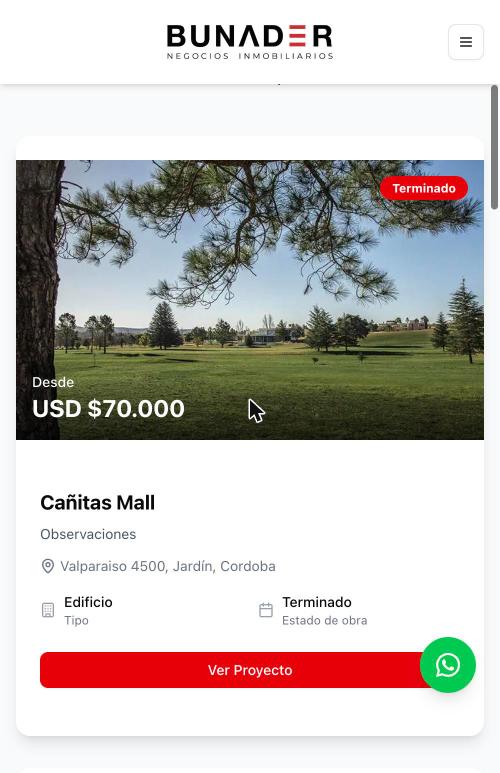 BUNADER
NEGOCIOS INMOBILIARIOS
Terminado
Desde
USD $70.000
Cañitas Mall
Observaciones
Valparaiso 4500, Jardín, Cordoba
Edificio
Tipo
Terminado
Estado de obra
Ver Proyecto